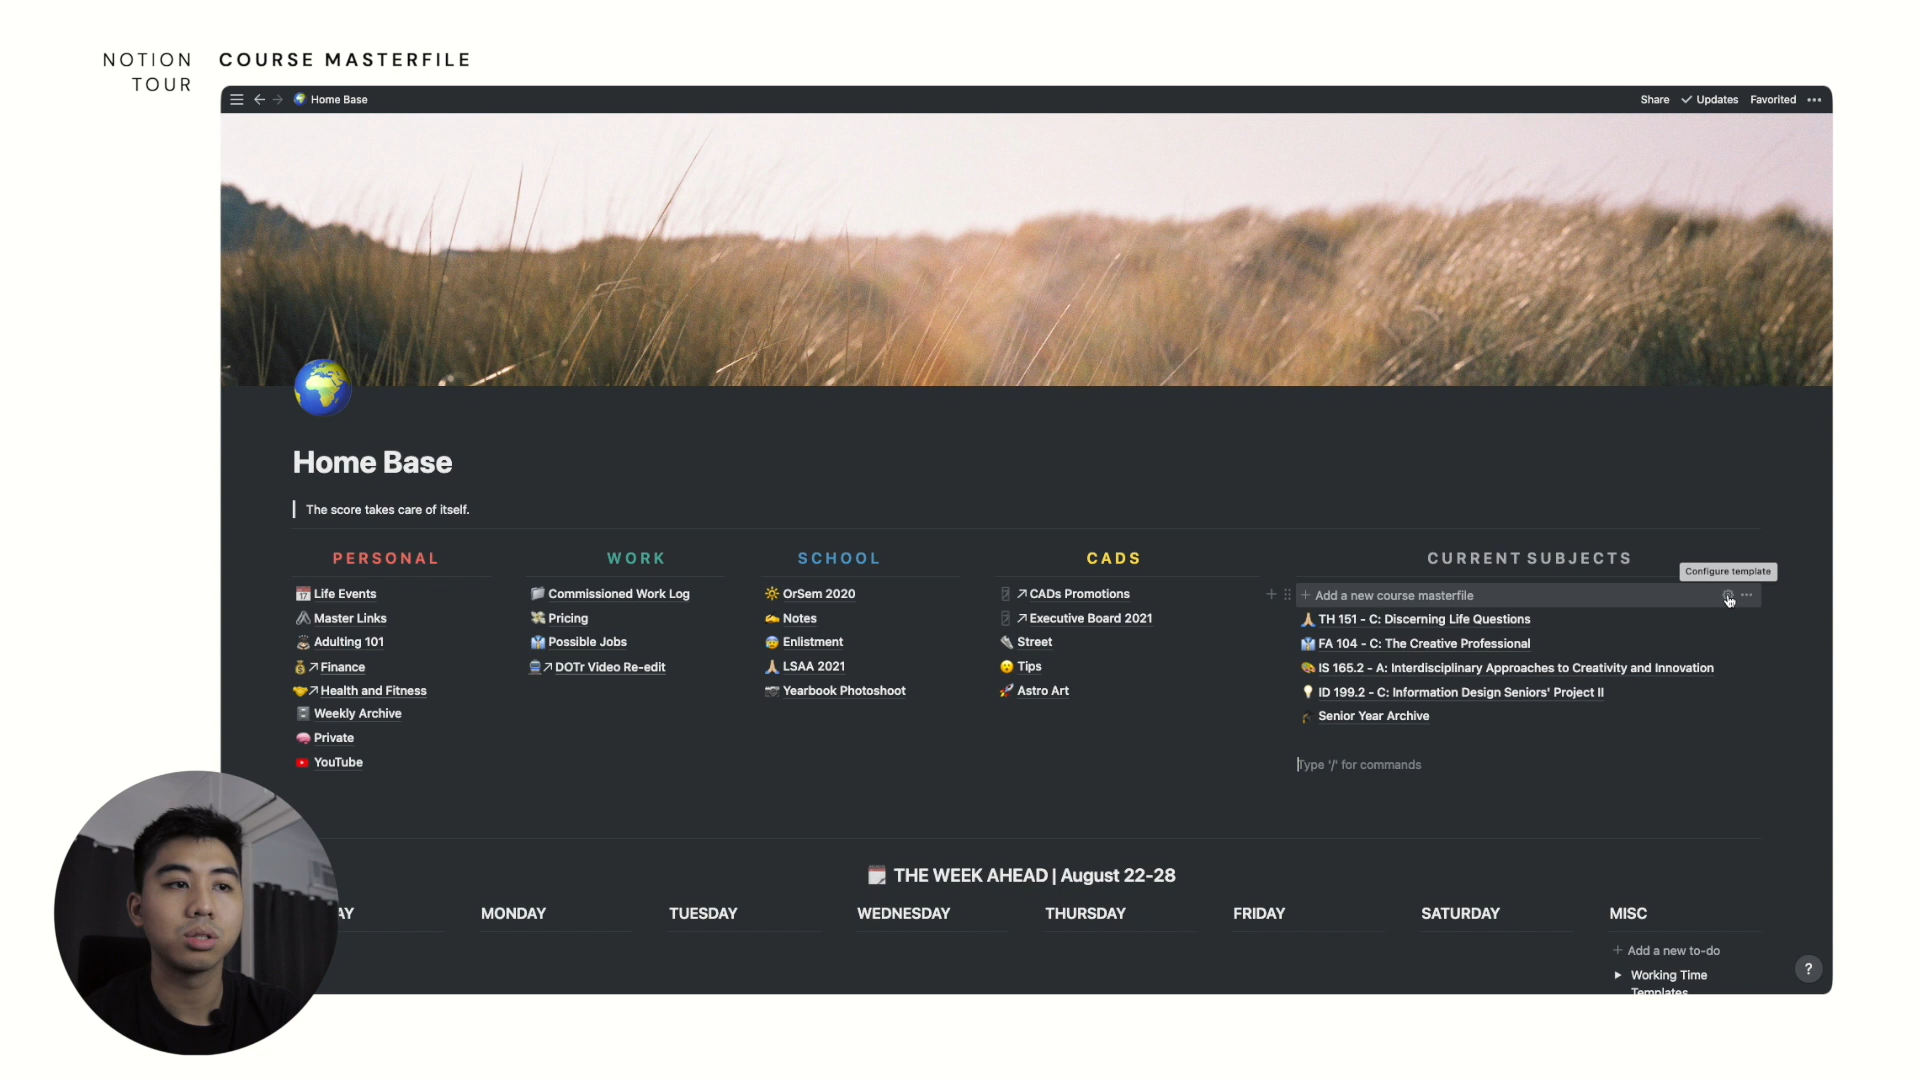 NOTION
TOUR
COURSE MASTERFILE
Home Base
Share
Updates
Favorited
Home Base
The score takes care of itself.
PERSONAL
Life Events
Master Links
Adulting 101
Finance
Health and Fitness
Weekly Archive
Private
YouTube
WORK
Commissioned Work Log
Pricing
Possible Jobs
DOTr Video Re-edit
SCHOOL
OrSem 2020
Notes
Enlistment
LSAA 2021
Yearbook Photoshoot
CADS
CADs Promotions
Executive Board 2021
Street
Tips
Astro Art
CURRENT SUBJECTS
Configure template
Add a new course masterfile
TH 151 - C: Discerning Life Questions
FA 104 - C: The Creative Professional
IS 165.2 - A: Interdisciplinary Approaches to Creativity and Innovation
ID 199.2 - C: Information Design Seniors' Project II
Senior Year Archive
Type '/' for commands
THE WEEK AHEAD | August 22-28
AY
MONDAY
TUESDAY
WEDNESDAY
THURSDAY
FRIDAY
SATURDAY
MISC
Add a new to-do
Working Time
Templates
?